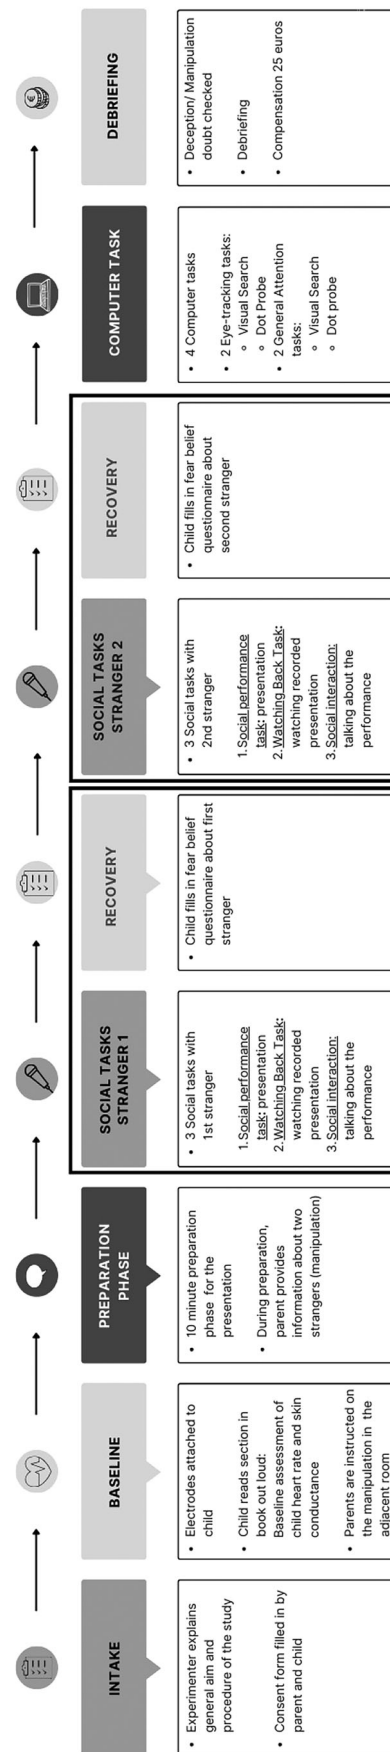 INTAKE
• Experimenter explains
general aim and
procedure of the study
• Consent form filled in by
parent and child
BASELINE
• Electrodes attached to
child
• Child reads section in
book out loud:
Baseline assessment of
child heart rate and skin
conductance
• Parents are instructed on
the manipulation in the
adjacent room
PREPARATION
PHASE
• 10 minute preparation
phase for the
presentation
• During preparation,
parent provides
information about two
strangers (manipulation)
SOCIAL TASKS
STRANGER 1
• 3 Social tasks with
1st stranger
1. Social performance
task: presentation
2. Watching Back Task:
watching recorded
presentation
3. Social interaction:
talking about the
performance
RECOVERY
• Child fills in fear belief
questionnaire about first
stranger
SOCIAL TASKS
STRANGER 2
• 3 Social tasks with
2nd stranger
1. Social performance
task: presentation
2. Watching Back Task:
watching recorded
presentation
3. Social interaction:
talking about the
performance
RECOVERY
• Child fills in fear belief
questionnaire about
second stranger
COMPUTER TASK
• 4 Computer tasks
• 2 Eye-tracking tasks:
◦ Visual Search
◦ Dot Probe
• 2 General Attention
tasks:
◦ Visual Search
◦ Dot probe
DEBRIEFING
• Deception/ Manipulation
doubt checked
• Debriefing
• Compensation 25 euros